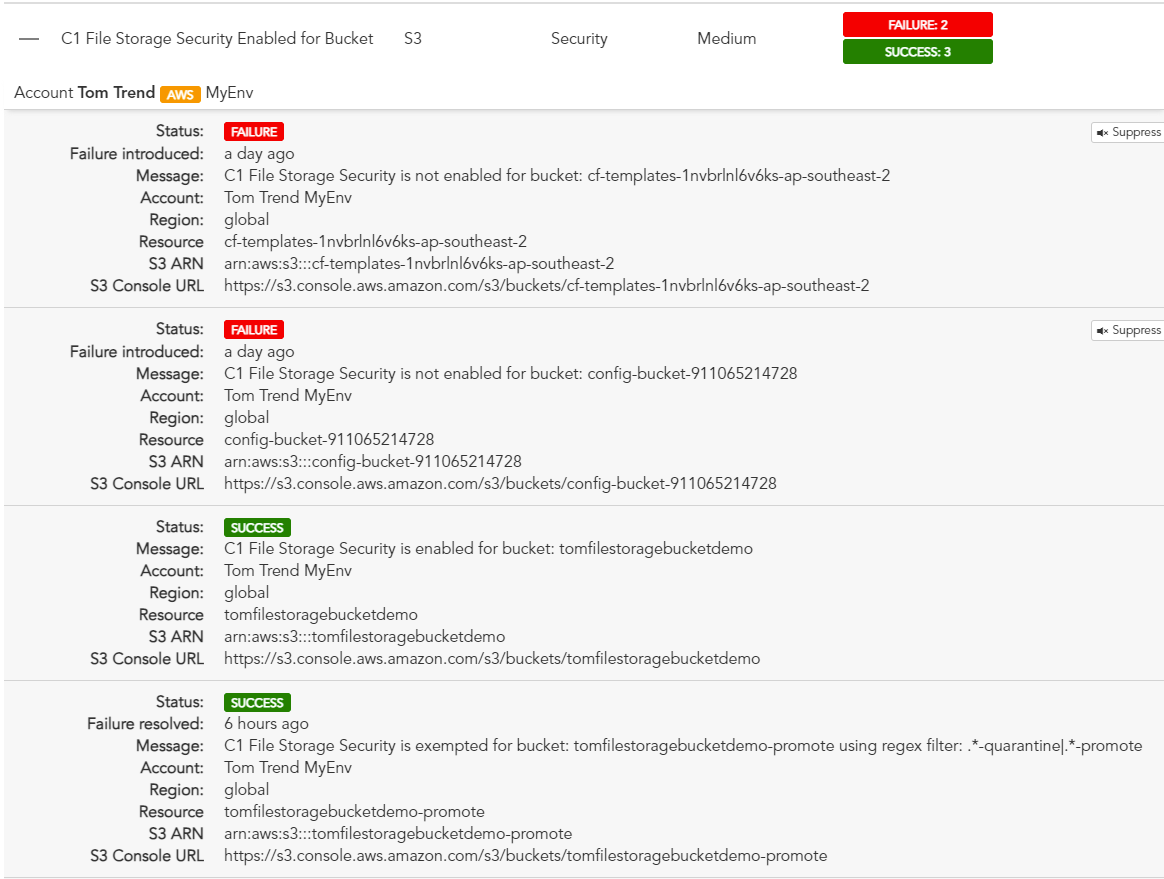 C1 File Storage Security Enabled for Bucket S3 Security Medium FAILURE: 2
SUCCESS: 3
Account Tom Trend AWS MyEnv
Status: FAILURE Suppress
Failure introduced: a day ago
Message: C1 File Storage Security is not enabled for bucket: cf-templates-1nvbrlnl6v6ks-ap-southeast-2
Account: Tom Trend MyEnv
Region: global
Resource cf-templates-1nvbrlnl6v6ks-ap-southeast-2
S3 ARN arn:aws:s3:::cf-templates-1nvbrlnl6v6ks-ap-southeast-2
S3 Console URL https://s3.console.aws.amazon.com/s3/buckets/cf-templates-1nvbrlnl6v6ks-ap-southeast-2
Status: FAILURE Suppress
Failure introduced: a day ago
Message: C1 File Storage Security is not enabled for bucket: config-bucket-911065214728
Account: Tom Trend MyEnv
Region: global
Resource config-bucket-911065214728
S3 ARN arn:aws:s3:::config-bucket-911065214728
S3 Console URL https://s3.console.aws.amazon.com/s3/buckets/config-bucket-911065214728
Status: SUCCESS
Message: C1 File Storage Security is enabled for bucket: tomfilestoragebucketdemo
Account: Tom Trend MyEnv
Region: global
Resource tomfilestoragebucketdemo
S3 ARN arn:aws:s3:::tomfilestoragebucketdemo
S3 Console URL https://s3.console.aws.amazon.com/s3/buckets/tomfilestoragebucketdemo
Status: SUCCESS
Failure resolved: 6 hours ago
Message: C1 File Storage Security is exempted for bucket: tomfilestoragebucketdemo-promote using regex filter: .*-quarantine|.*-promote
Account: Tom Trend MyEnv
Region: global
Resource tomfilestoragebucketdemo-promote
S3 ARN arn:aws:s3:::tomfilestoragebucketdemo-promote
S3 Console URL https://s3.console.aws.amazon.com/s3/buckets/tomfilestoragebucketdemo-promote